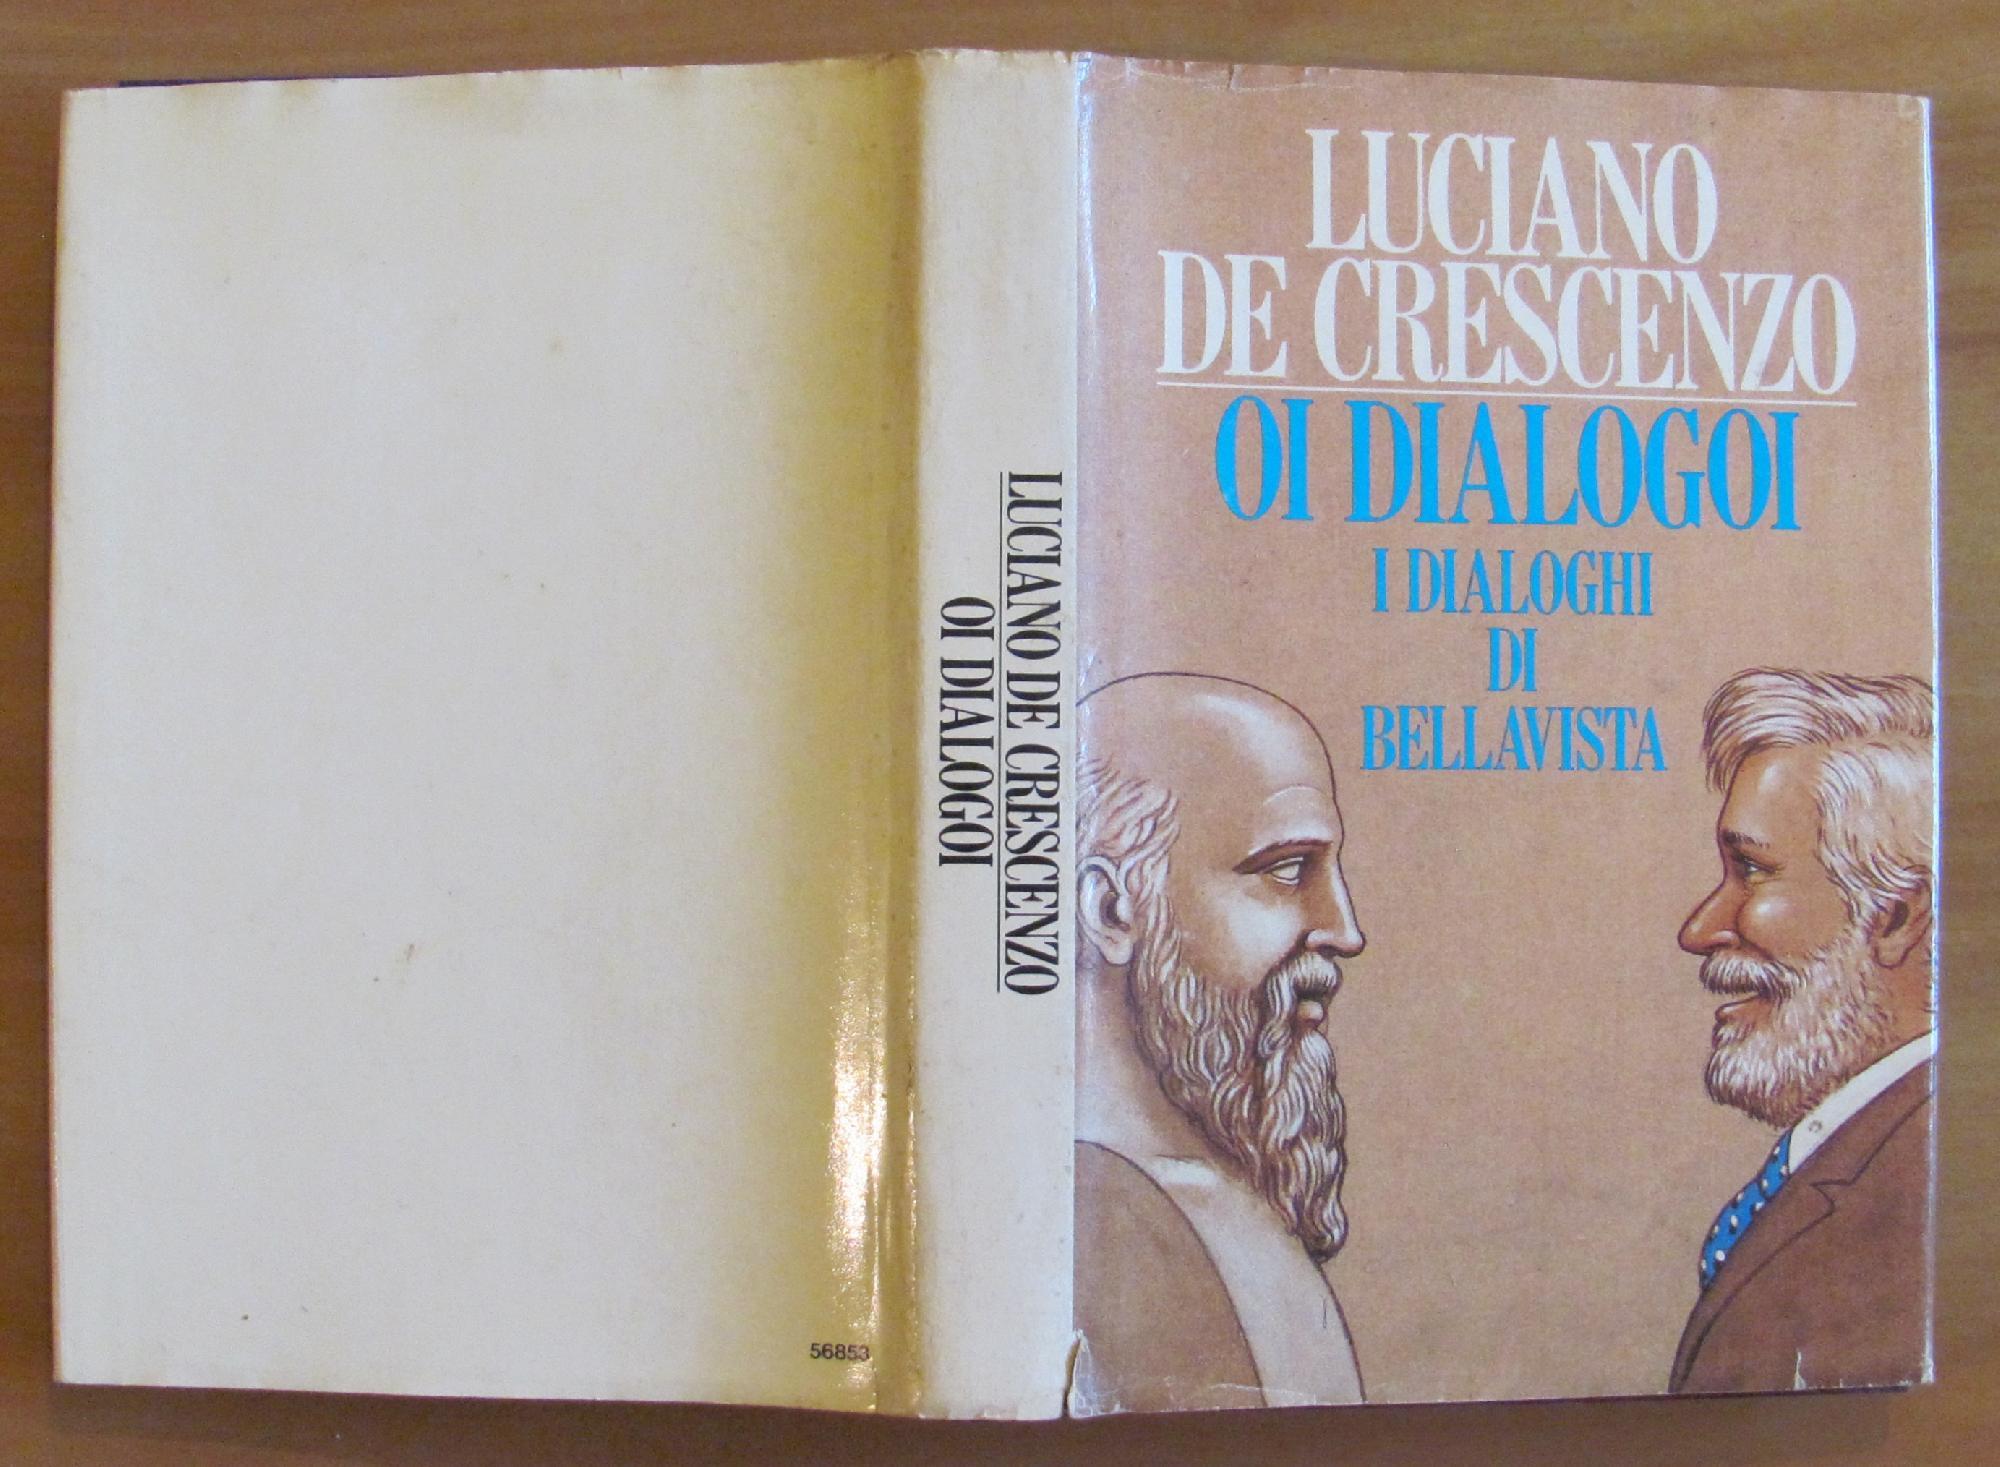 LUCIANO
DE CRESCENZO
OI DIALOGOI
I DIALOGHI
DI
BELLAVISTA
LUCIANO DE CRESCENZO
OI DIALOGOI
56853